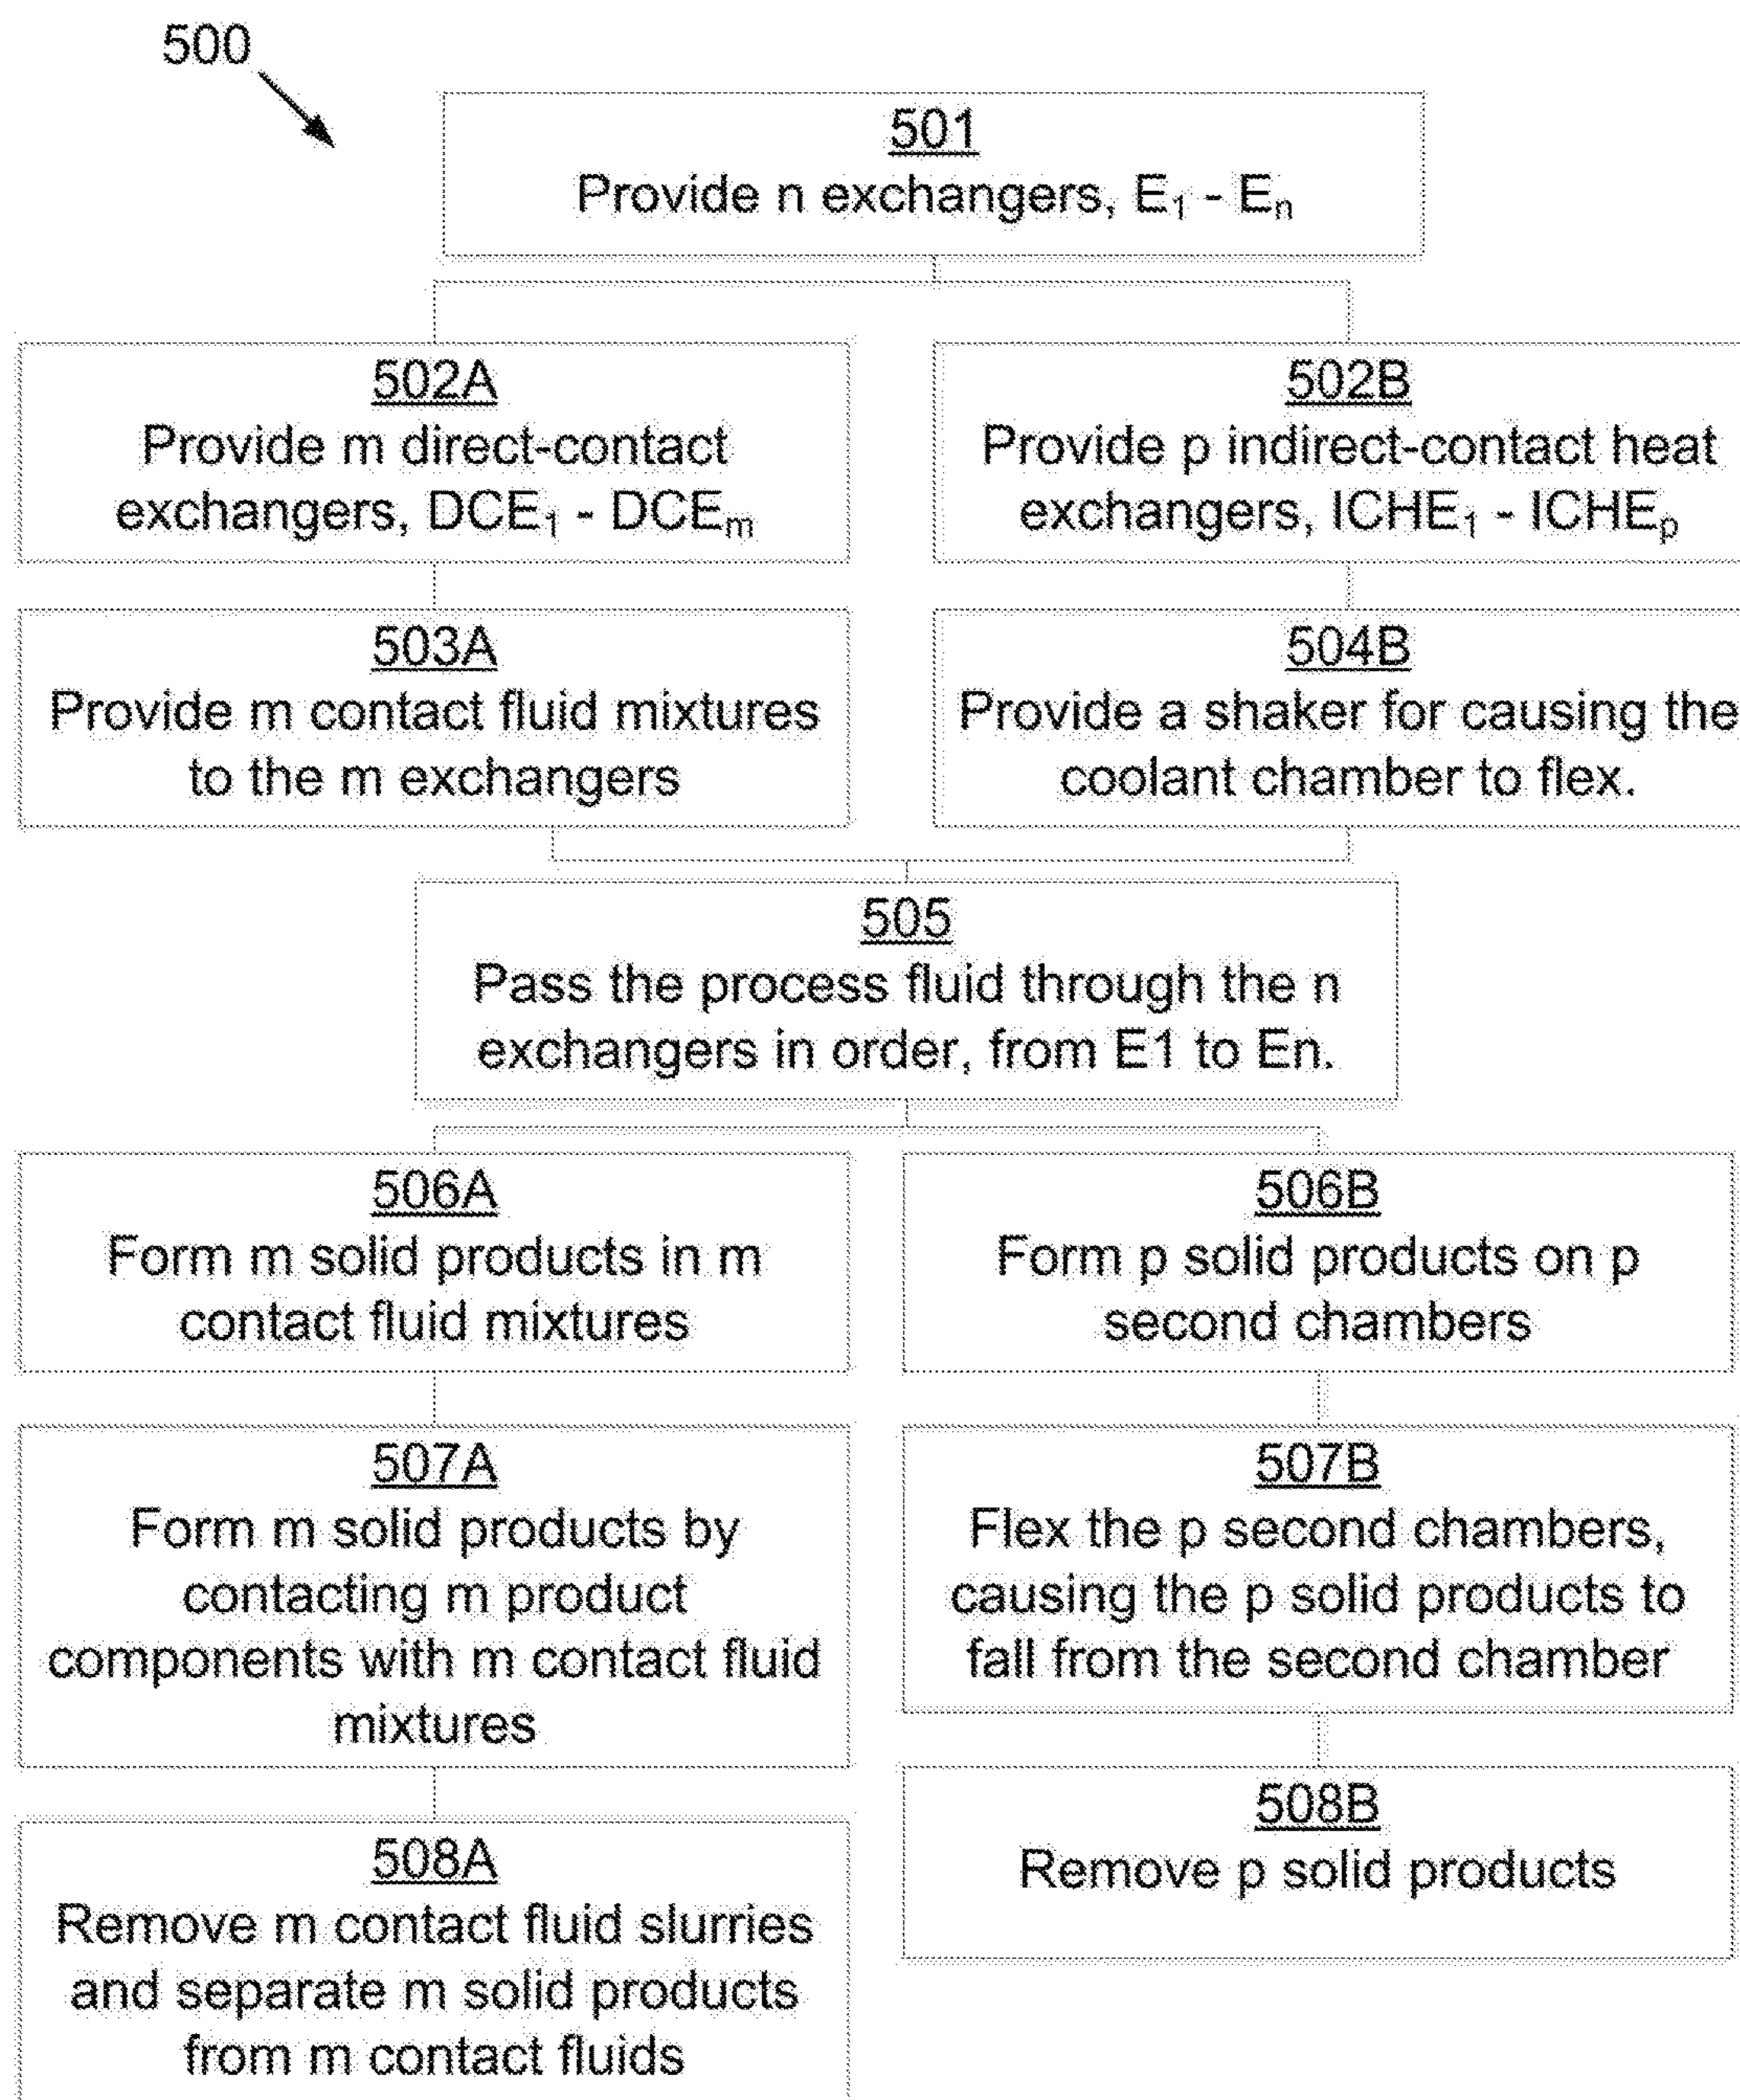 500
501
Provide n exchangers, E₁ - Eₙ
502A
Provide m direct-contact
exchangers, DCE₁ - DCEₘ
502B
Provide p indirect-contact heat
exchangers, ICHE₁ - ICHEₚ
503A
Provide m contact fluid mixtures
to the m exchangers
504B
Provide a shaker for causing the
coolant chamber to flex.
505
Pass the process fluid through the n
exchangers in order, from E1 to En.
506A
Form m solid products in m
contact fluid mixtures
506B
Form p solid products on p
second chambers
507A
Form m solid products by
contacting m product
components with m contact fluid
mixtures
507B
Flex the p second chambers,
causing the p solid products to
fall from the second chamber
508A
Remove m contact fluid slurries
and separate m solid products
from m contact fluids
508B
Remove p solid products